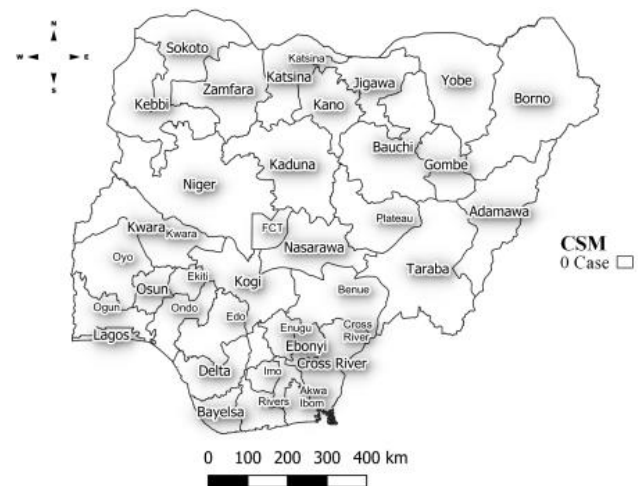 N
W E
S
Sokoto
Katsina
Zamfara
Katsina
Jigawa
Yobe
Borno
Kebbi
Kano
Bauchi
Gombe
Kaduna
Niger
Adamawa
Plateau
Kwara
Kwara
FCT
Nasarawa
Taraba
CSM
0 Case
Oyo
Ekiti
Kogi
Osun
Benue
Ogun
Ondo
Edo
Lagos
Enugu
Cross
River
Ebonyi
Cross River
Delta
Imo
Akwa
Ibom
Rivers
Bayelsa
0 100 200 300 400 km